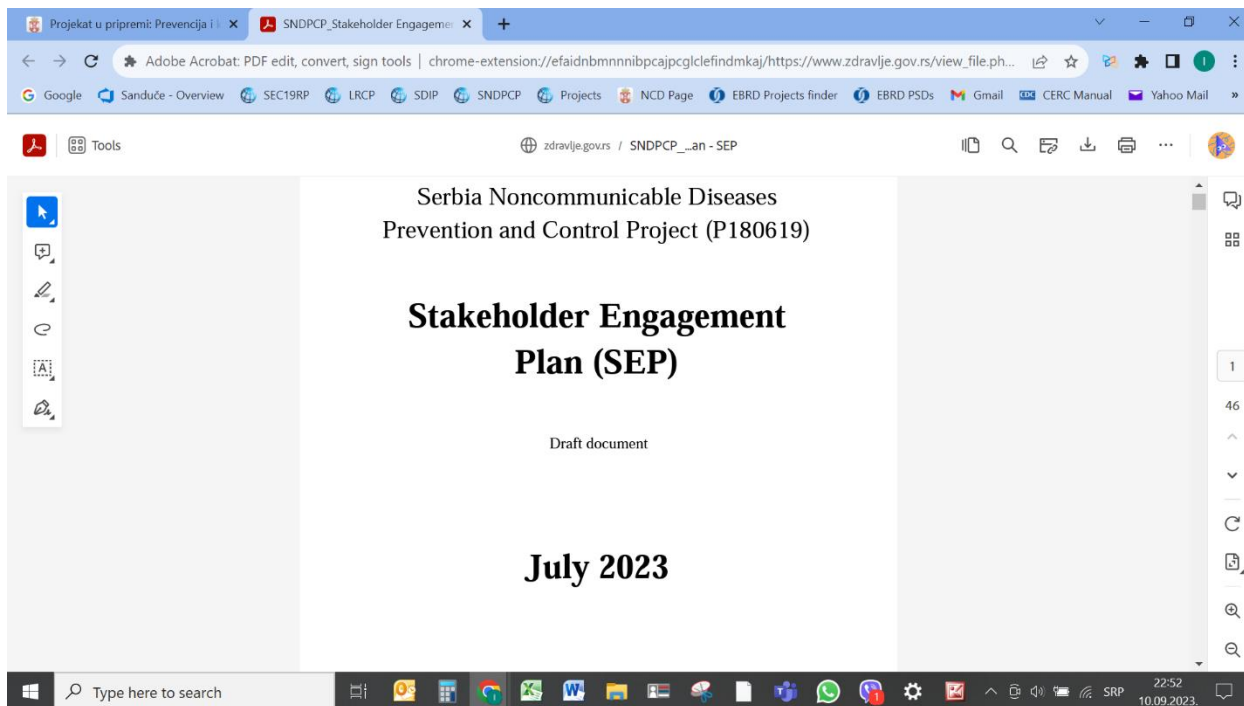 Projekat u pripremi: Prevencija i
SNDPCP_Stakeholder Engagemen
Adobe Acrobat: PDF edit, convert, sign tools | chrome-extension://efaidnbmnnnibpcajpcglclefindmkaj/https://www.zdravlje.gov.rs/view_file.ph...
Google Sanduče - Overview SEC19RP LRCP SDIP SNDPCP Projects NCD Page EBRD Projects finder EBRD PSDs Gmail CERC Manual Yahoo Mail »
Tools
zdravlje.gov.rs / SNDPCP_...an - SEP
Serbia Noncommunicable Diseases
Prevention and Control Project (P180619)
Stakeholder Engagement
Plan (SEP)
Draft document
July 2023
1
46
Type here to search
SRP
22:52
10.09.2023.